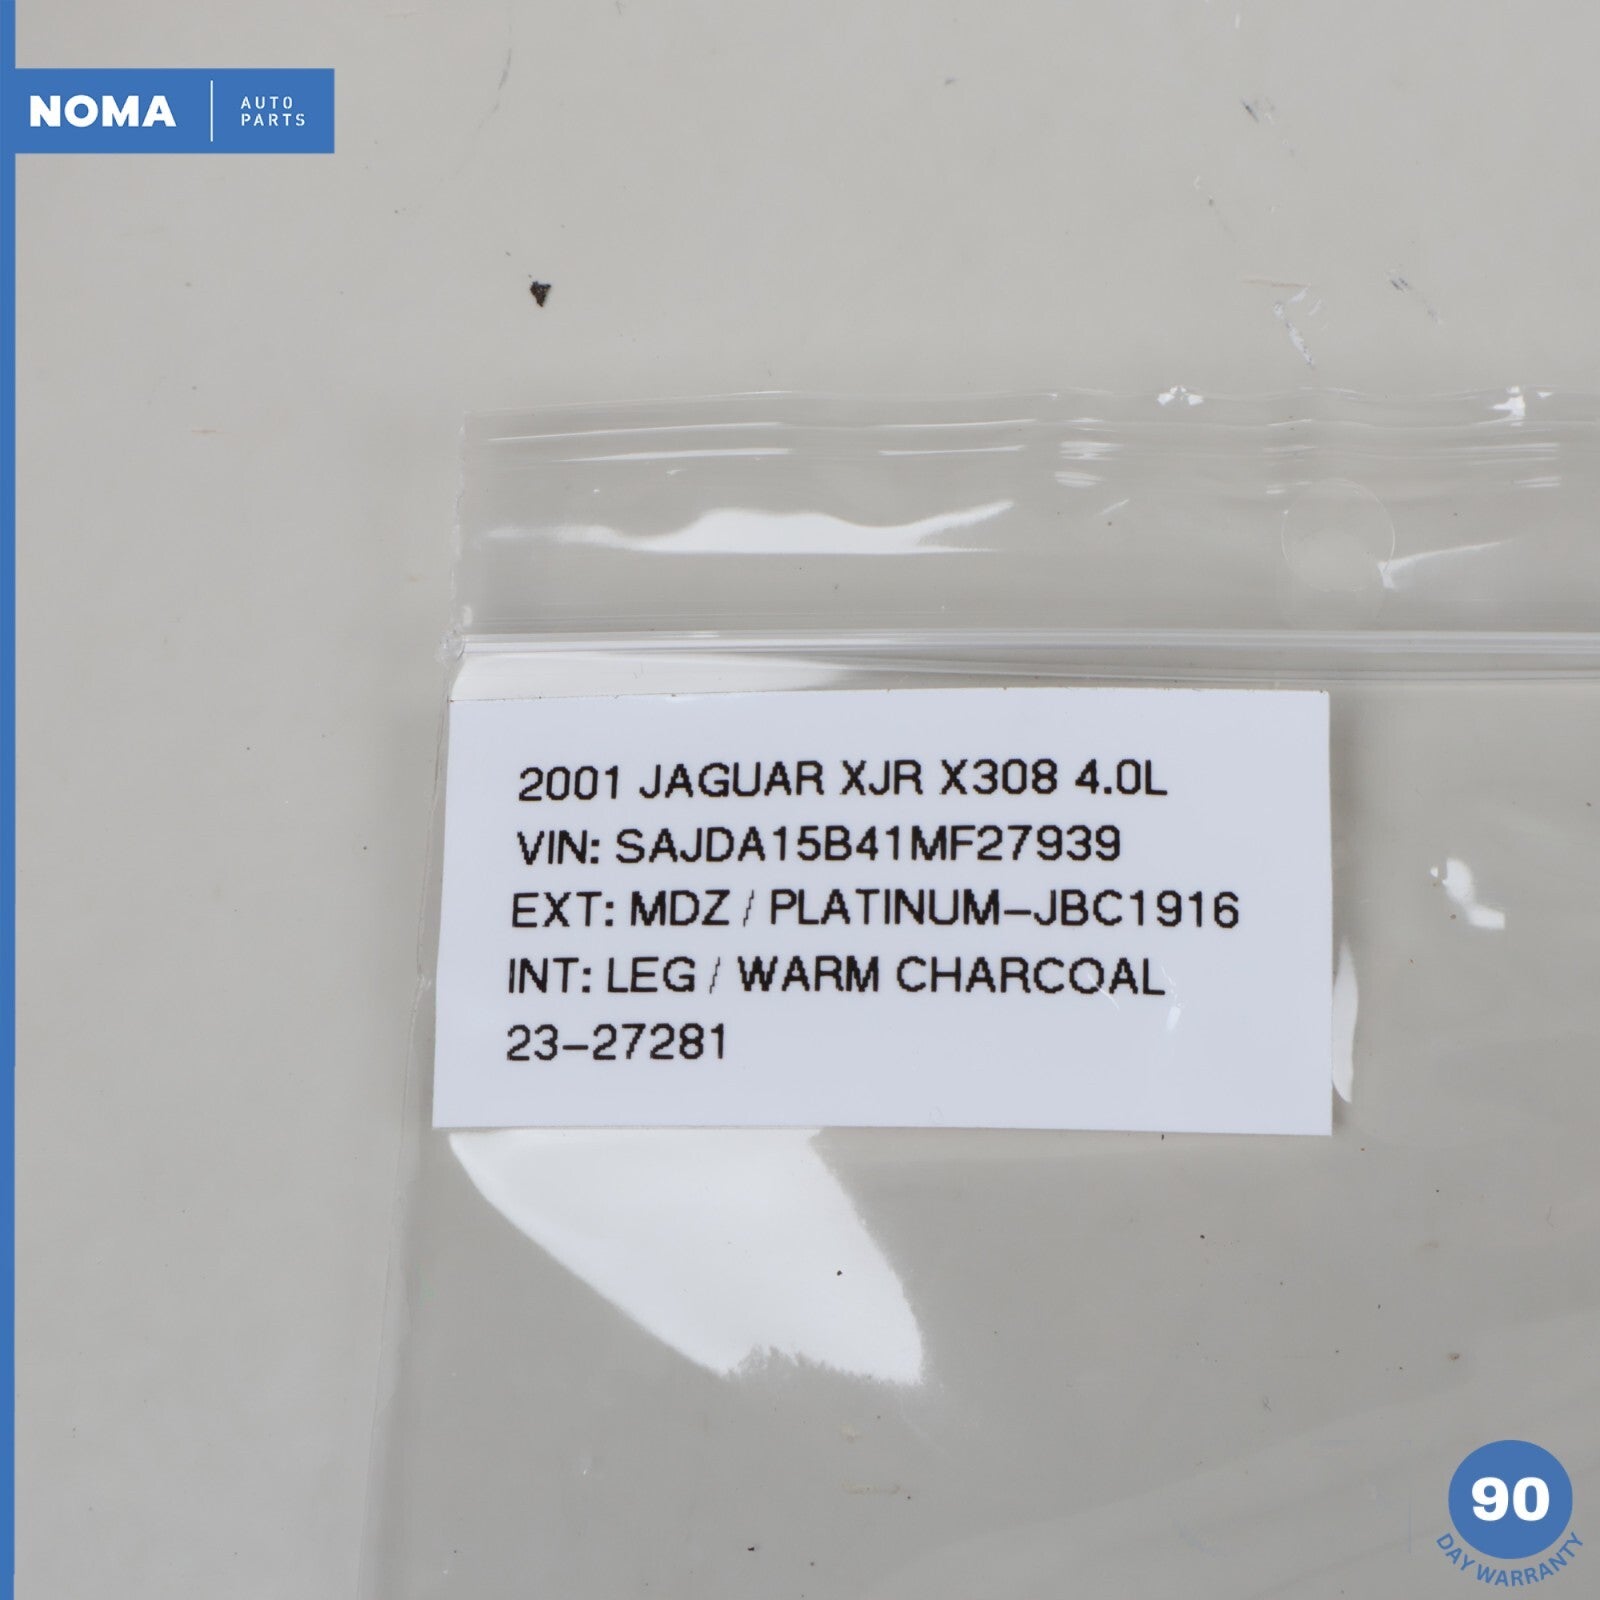 NOMA
AUTO
PARTS
2001 JAGUAR XJR X308 4.0L
VIN: SAJDA15B41MF27939
EXT: MDZ / PLATINUM-JBC1916
INT: LEG / WARM CHARCOAL
23-27281
90
DAY WARRANTY